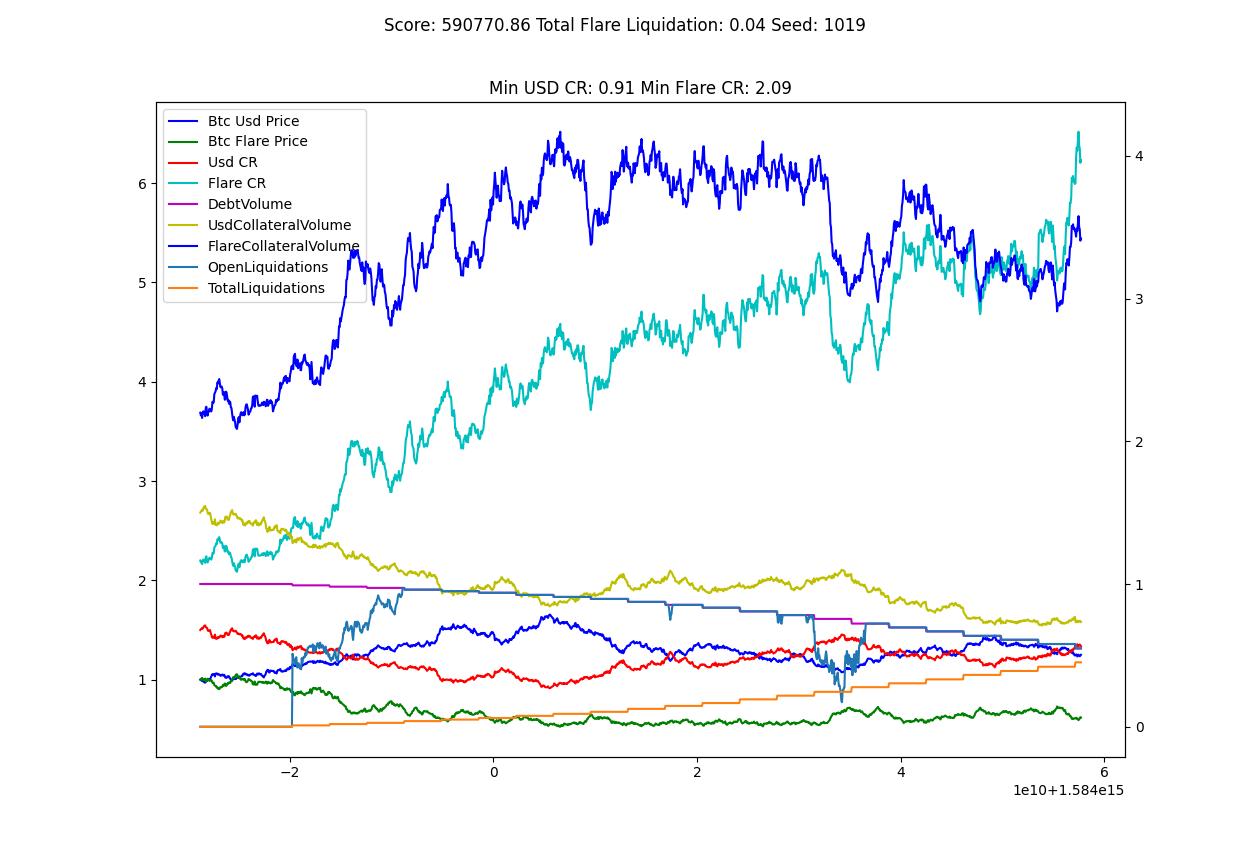 Score: 590770.86 Total Flare Liquidation: 0.04 Seed: 1019
Min USD CR: 0.91 Min Flare CR: 2.09
Btc Usd Price
Btc Flare Price
Usd CR
Flare CR
DebtVolume
UsdCollateralVolume
FlareCollateralVolume
OpenLiquidations
TotalLiquidations
6
5
4
3
2
1
4
3
2
1
0
−2 0 2 4 6
1e10+1.584e15